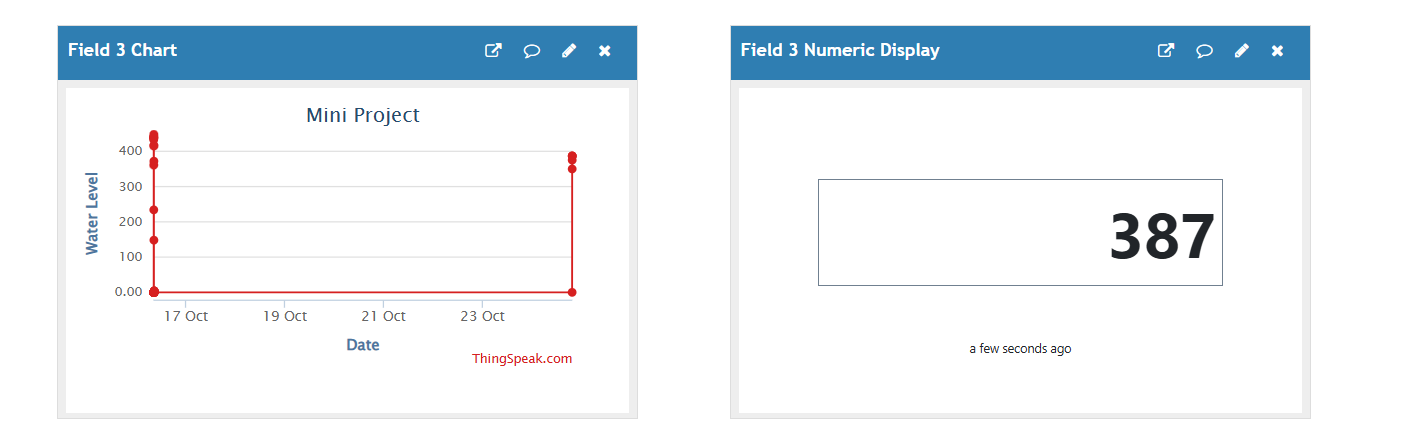 Field 3 Chart
Mini Project
Water Level
400
300
200
100
0.00
17 Oct
19 Oct
21 Oct
23 Oct
Date
ThingSpeak.com
Field 3 Numeric Display
387
a few seconds ago